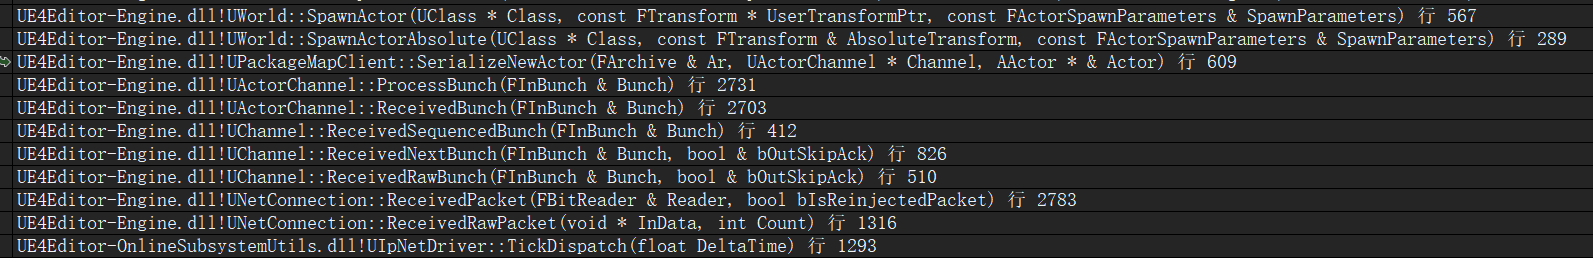 UE4Editor-Engine.dll!UWorld::SpawnActor(UClass * Class, const FTransform * UserTransformPtr, const FActorSpawnParameters & SpawnParameters) 行 567
UE4Editor-Engine.dll!UWorld::SpawnActorAbsolute(UClass * Class, const FTransform & AbsoluteTransform, const FActorSpawnParameters & SpawnParameters) 行 289
UE4Editor-Engine.dll!UPackageMapClient::SerializeNewActor(FArchive & Ar, UActorChannel * Channel, AActor * & Actor) 行 609
UE4Editor-Engine.dll!UActorChannel::ProcessBunch(FInBunch & Bunch) 行 2731
UE4Editor-Engine.dll!UActorChannel::ReceivedBunch(FInBunch & Bunch) 行 2703
UE4Editor-Engine.dll!UChannel::ReceivedSequencedBunch(FInBunch & Bunch) 行 412
UE4Editor-Engine.dll!UChannel::ReceivedNextBunch(FInBunch & Bunch, bool & bOutSkipAck) 行 826
UE4Editor-Engine.dll!UChannel::ReceivedRawBunch(FInBunch & Bunch, bool & bOutSkipAck) 行 510
UE4Editor-Engine.dll!UNetConnection::ReceivedPacket(FBitReader & Reader, bool bIsReinjectedPacket) 行 2783
UE4Editor-Engine.dll!UNetConnection::ReceivedRawPacket(void * InData, int Count) 行 1316
UE4Editor-OnlineSubsystemUtils.dll!UIpNetDriver::TickDispatch(float DeltaTime) 行 1293